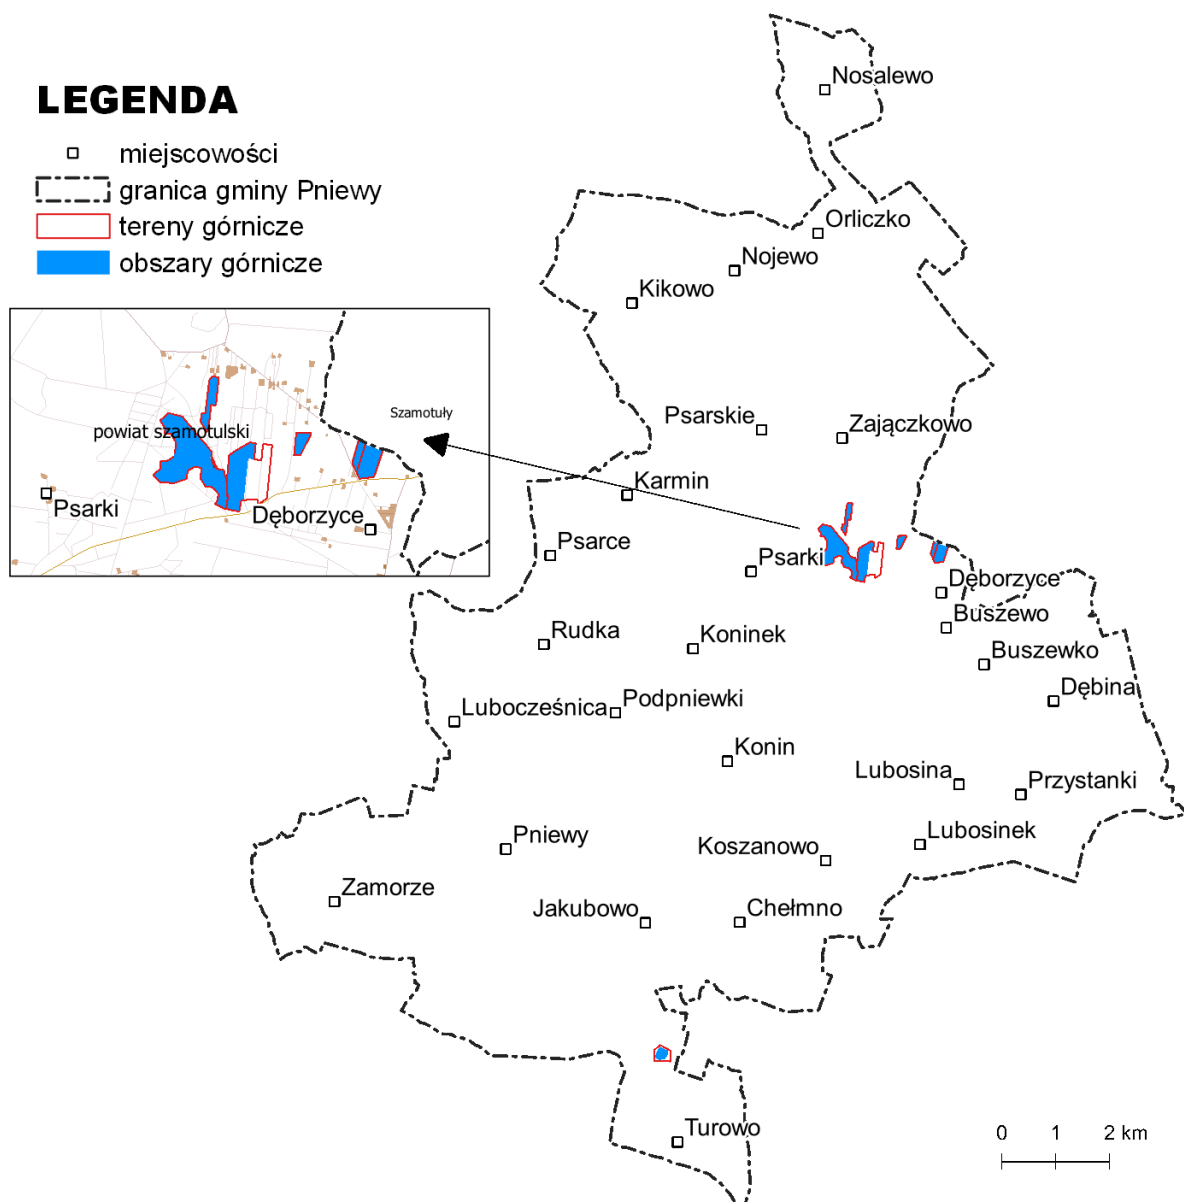 LEGENDA
miejscowości
granica gminy Pniewy
tereny górnicze
obszary górnicze
Nosalewo
Orliczko
Nojewo
Kikowo
Psarskie
Zajączkowo
Karmin
Psarce
Psarki
Dęborzyce
Buszewo
Rudka
Koninek
Buszewko
Dębina
Lubocześnica
Podpniewki
Konin
Lubosina
Przystanki
Pniewy
Koszanowo
Lubosinek
Zamorze
Jakubowo
Chełmno
Turowo
Szamotuły
powiat szamotulski
Psarki
Dęborzyce
0 1 2 km